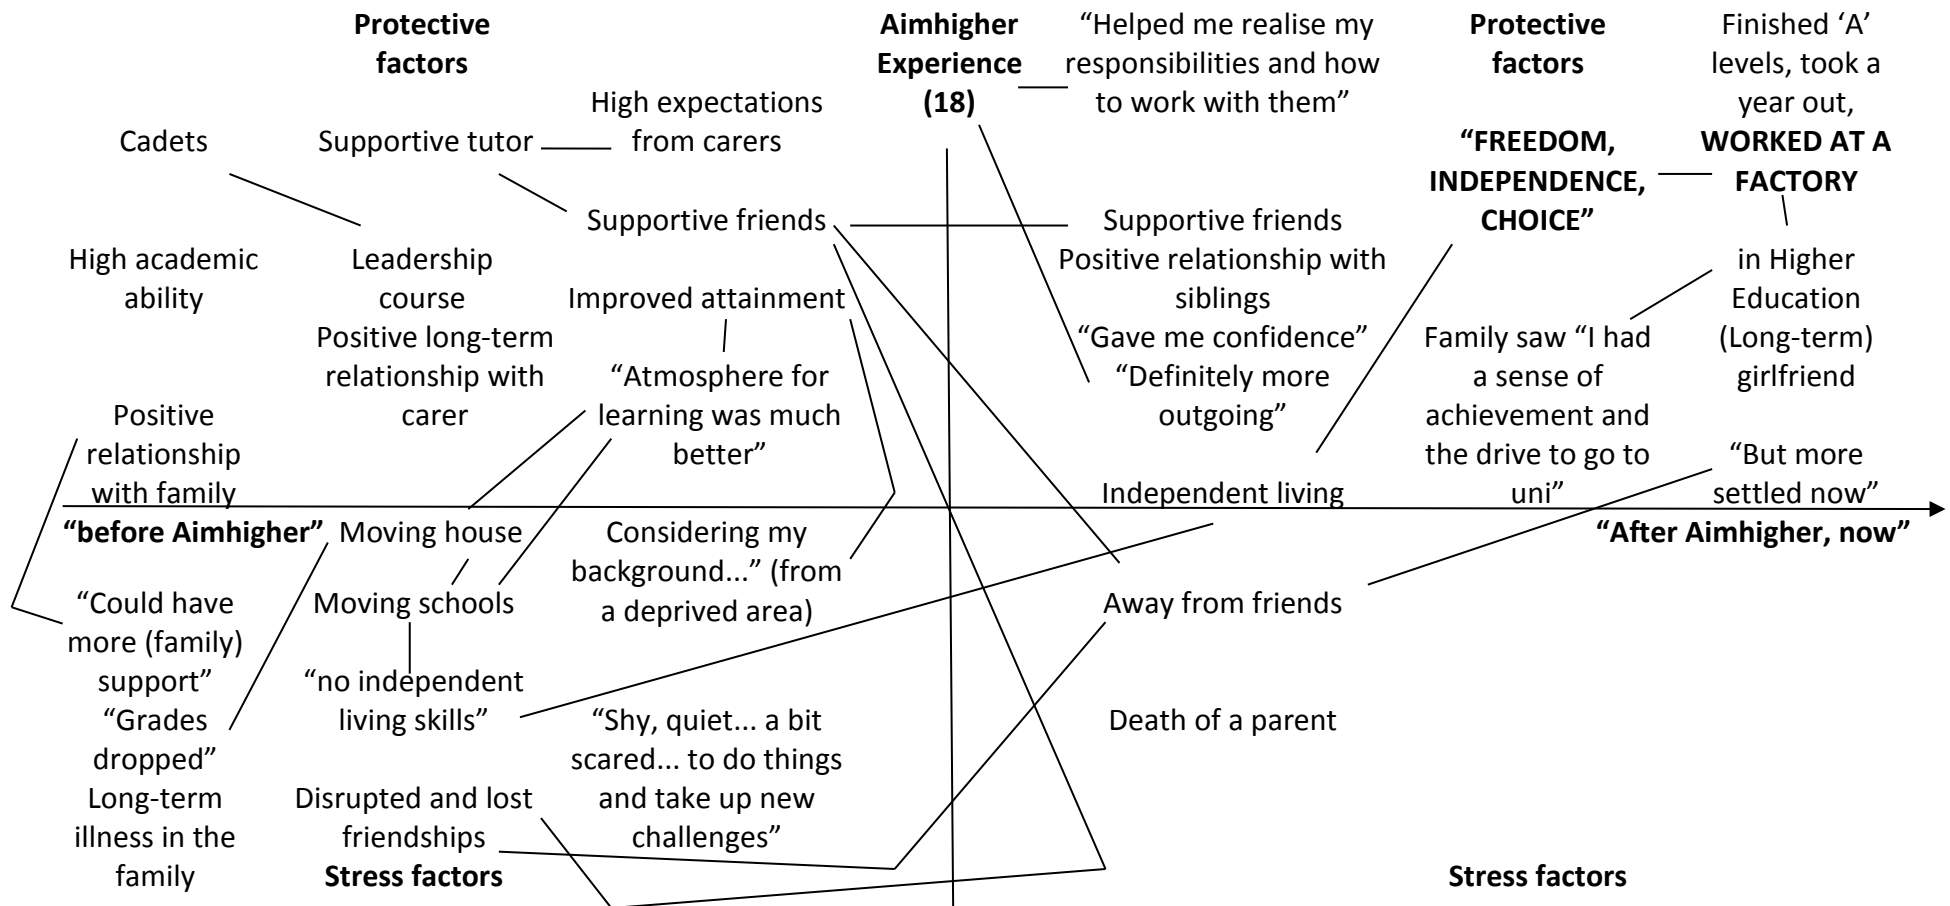 Protective
factors
Cadets
Supportive tutor
High expectations
from carers
Supportive friends
High academic
ability
Leadership
course
Positive long-term
relationship with
carer
Improved attainment
“Atmosphere for
learning was much
better”
Positive
relationship
with family
Aimhigher
Experience
(18)
“Helped me realise my
responsibilities and how
to work with them”
Supportive friends
Positive relationship with
siblings
“Gave me confidence”
“Definitely more
outgoing”
Independent living
Protective
factors
“FREEDOM,
INDEPENDENCE,
CHOICE”
Family saw “I had
a sense of
achievement and
the drive to go to
uni”
Finished ‘A’
levels, took a
year out,
WORKED AT A
FACTORY
in Higher
Education
(Long-term)
girlfriend
“But more
settled now”
“before Aimhigher”
“After Aimhigher, now”
“Could have
more (family)
support”
“Grades
dropped”
Long-term
illness in the
family
Moving house
Moving schools
“no independent
living skills”
Disrupted and lost
friendships
Stress factors
Considering my
background...” (from
a deprived area)
“Shy, quiet... a bit
scared... to do things
and take up new
challenges”
Away from friends
Death of a parent
Stress factors